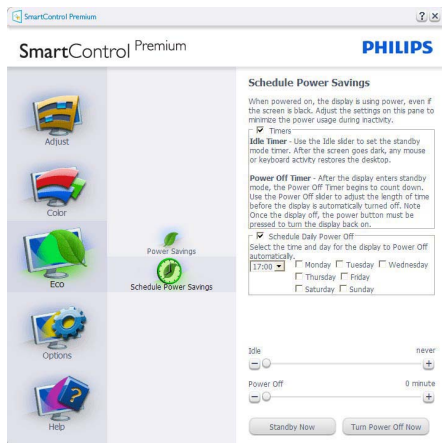 SmartControl Premium
SmartControl Premium
PHILIPS
Adjust
Color
Eco
Options
Help
Power Savings
Schedule Power Savings
Schedule Power Savings
When powered on, the display is using power, even if
the screen is black. Adjust the settings on this pane to
minimize the power usage during inactivity.
Timers
Idle Timer - Use the Idle slider to set the standby
mode timer. After the screen goes dark, any mouse
or keyboard activity restores the desktop.
Power Off Timer - After the display enters standby
mode, the Power Off Timer begins to count down.
Use the Power Off slider to adjust the length of time
before the display is automatically turned off. Note
Once the display off, the power button must be
pressed to turn the display back on.
Schedule Daily Power Off
Select the time and day for the display to Power Off
automatically.
17:00 Monday Tuesday Wednesday
Thursday Friday
Saturday Sunday
Idle never
Power Off 0 minute
Standby Now Turn Power Off Now